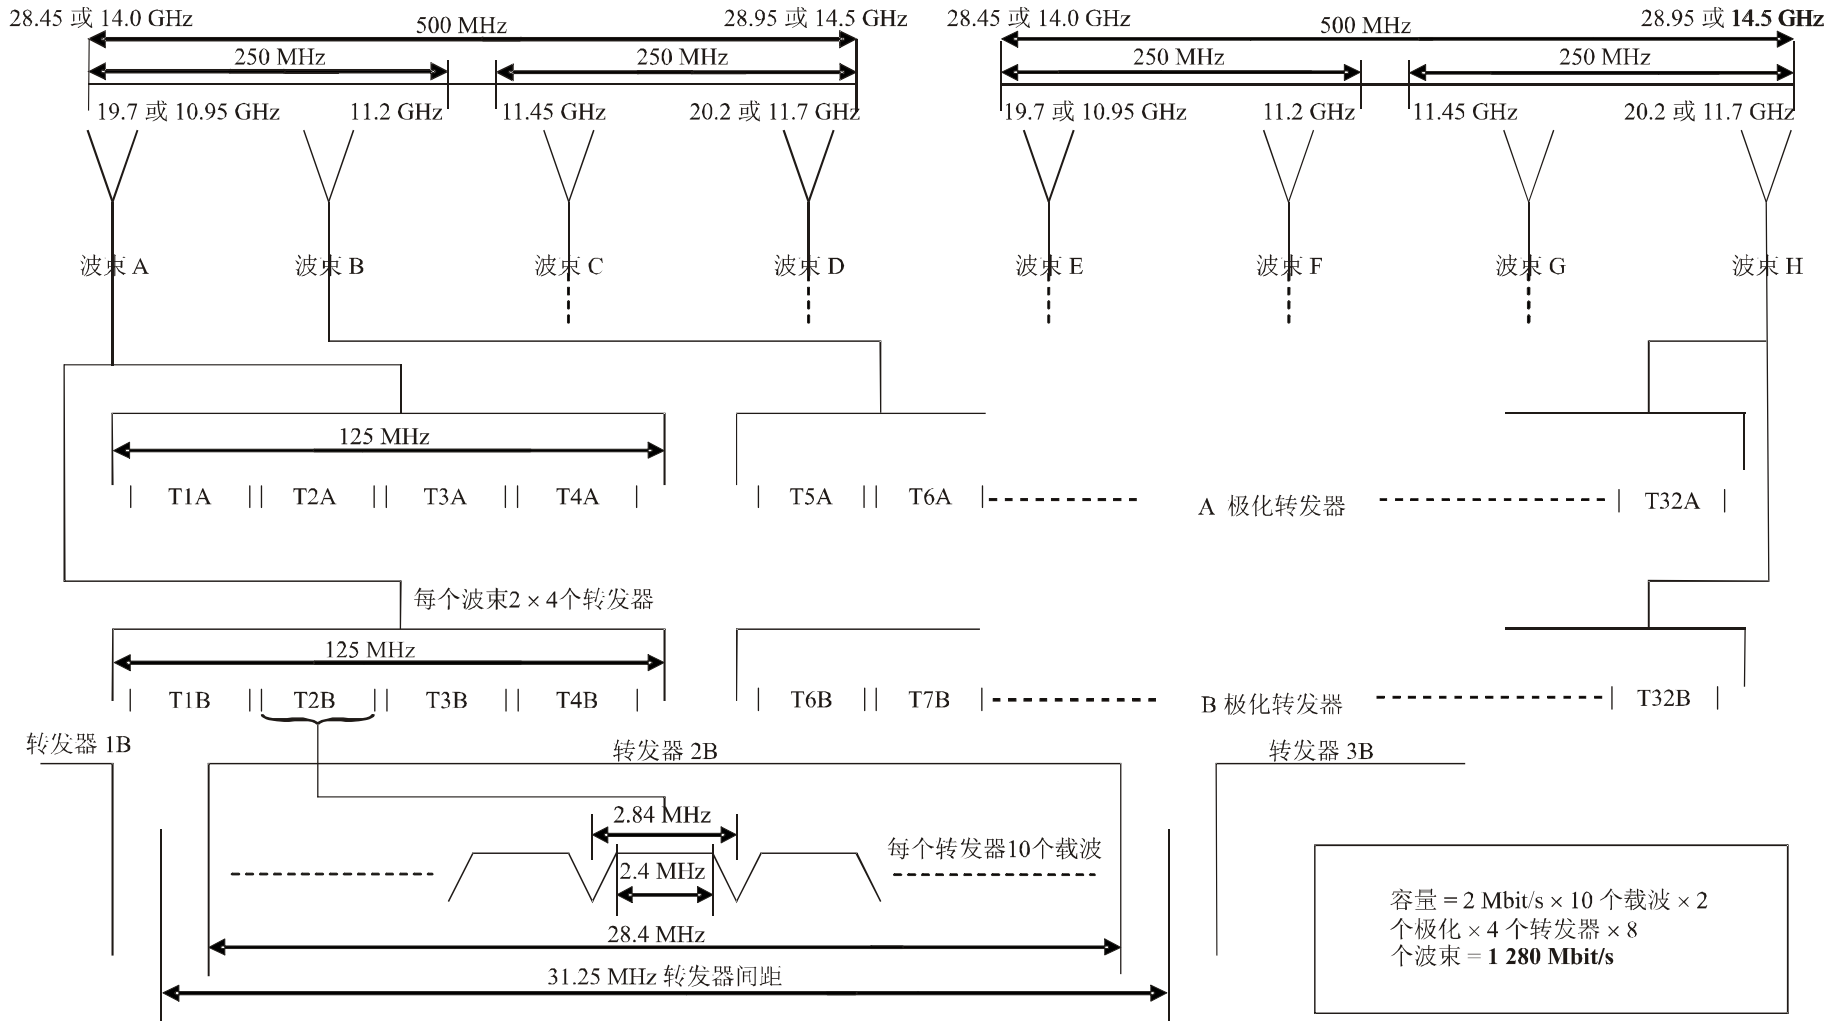 28.45 或 14.0 GHz
500 MHz
28.95 或 14.5 GHz
28.45 或 14.0 GHz
500 MHz
28.95 或 14.5 GHz
250 MHz
250 MHz
250 MHz
250 MHz
19.7 或 10.95 GHz
11.2 GHz
11.45 GHz
20.2 或 11.7 GHz
19.7 或 10.95 GHz
11.2 GHz
11.45 GHz
20.2 或 11.7 GHz
波束 A
波束 B
波束 C
波束 D
波束 E
波束 F
波束 G
波束 H
125 MHz
T1A
T2A
T3A
T4A
T5A
T6A
A 极化转发器
T32A
每个波束2 × 4个转发器
125 MHz
T1B
T2B
T3B
T4B
T6B
T7B
B 极化转发器
T32B
转发器 1B
转发器 2B
转发器 3B
2.84 MHz
每个转发器10个载波
2.4 MHz
28.4 MHz
31.25 MHz 转发器间距
容量 = 2 Mbit/s × 10 个载波 × 2
个极化 × 4 个转发器 × 8
个波束 = 1 280 Mbit/s